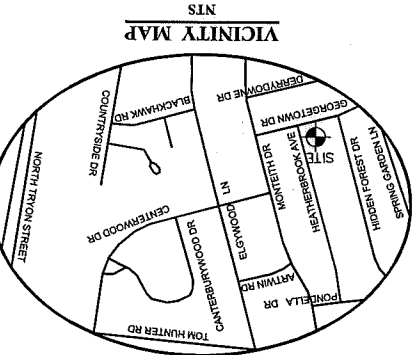 VICINITY MAP
NTS
NORTH TRYON STREET
COUNTRYSIDE DR
BLACKHAWK RD
DERRYDOWNE DR
GEORGETOWN DR
SITE
SPRING GARDEN LN
HIDDEN FOREST DR
HEATHERBROOK AVE
MONTEITH DR
ELGYWOOD LN
CENTERWOOD DR
CANTERBURYWOOD DR
ARTWIN RD
PONDELLA DR
TOM HUNTER RD